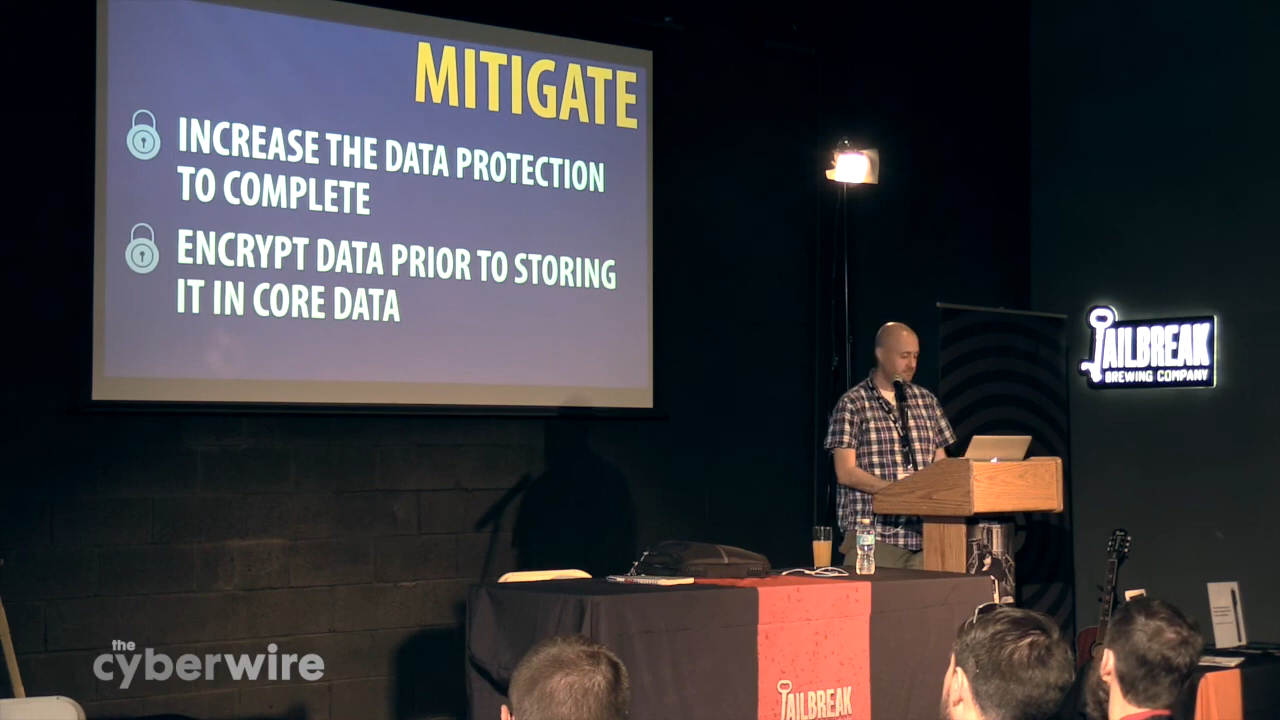 MITIGATE
INCREASE THE DATA PROTECTION
TO COMPLETE
ENCRYPT DATA PRIOR TO STORING
IT IN CORE DATA
JAILBREAK
BREWING COMPANY
the
cyberwire
JAILBREAK